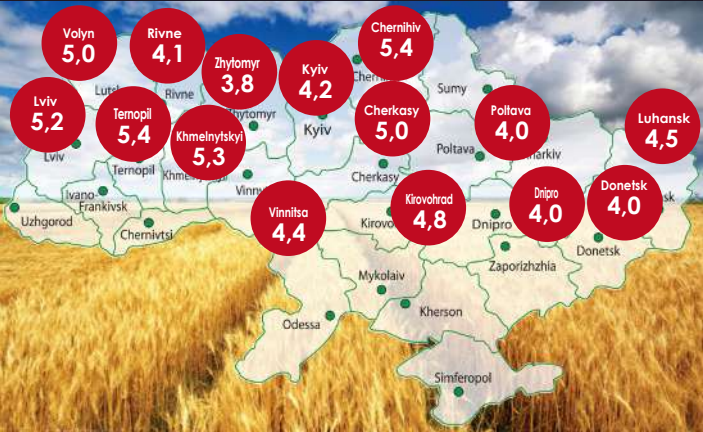 Volyn
5,0
Rivne
4,1
Zhytomyr
3,8
Kyiv
4,2
Chernihiv
5,4
Lviv
5,2
Ternopil
5,4
Khmelnytskyi
5,3
Cherkasy
5,0
Poltava
4,0
Luhansk
4,5
Vinnitsa
4,4
Kirovohrad
4,8
Dnipro
4,0
Donetsk
4,0
Rivne
Sumy
Kyiv
Lviv
Ternopil
Cherkasy
Poltava
Ivano-
Frankivsk
Uzhgorod
Chernivtsi
Dnipro
Donetsk
Zaporizhzhia
Mykolaiv
Kherson
Odessa
Simferopol